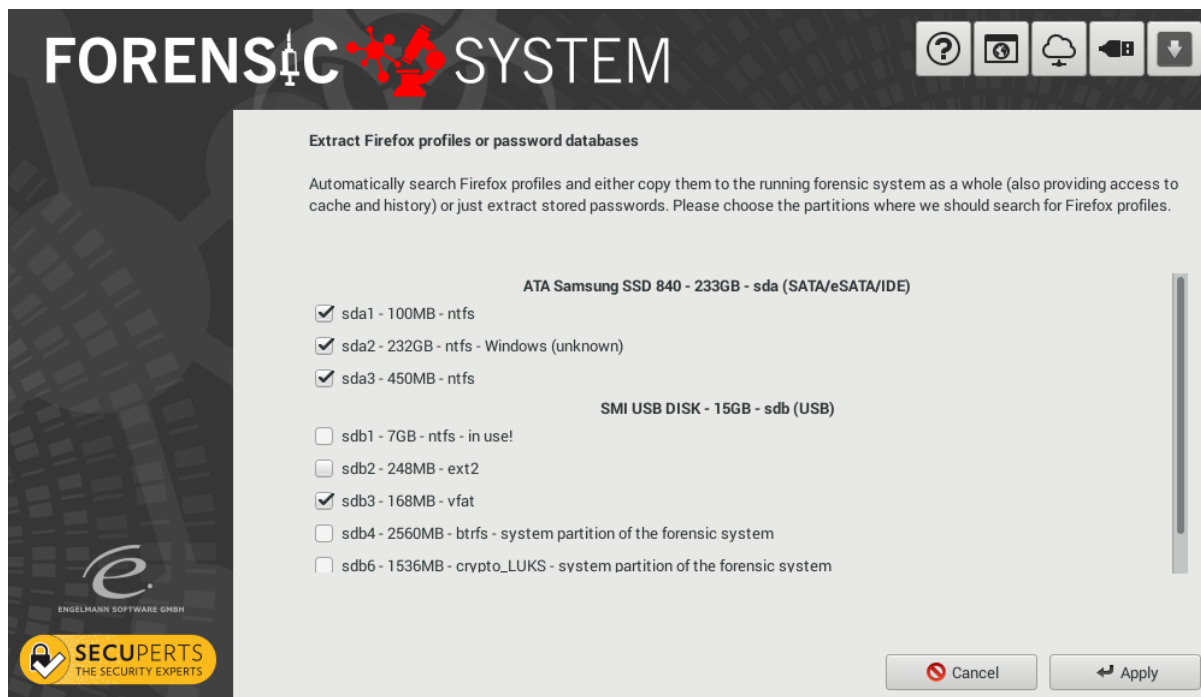 FORENSIC SYSTEM
Extract Firefox profiles or password databases
Automatically search Firefox profiles and either copy them to the running forensic system as a whole (also providing access to
cache and history) or just extract stored passwords. Please choose the partitions where we should search for Firefox profiles.
ATA Samsung SSD 840 - 233GB - sda (SATA/eSATA/IDE)
sda1 - 100MB - ntfs
sda2 - 232GB - ntfs - Windows (unknown)
sda3 - 450MB - ntfs
SMI USB DISK - 15GB - sdb (USB)
sdb1 - 7GB - ntfs - in use!
sdb2 - 248MB - ext2
sdb3 - 168MB - vfat
sdb4 - 2560MB - btrfs - system partition of the forensic system
sdb6 - 1536MB - crypto_LUKS - system partition of the forensic system
e.
ENGELMANN SOFTWARE GMBH
SECUPERTS
THE SECURITY EXPERTS
Cancel
Apply